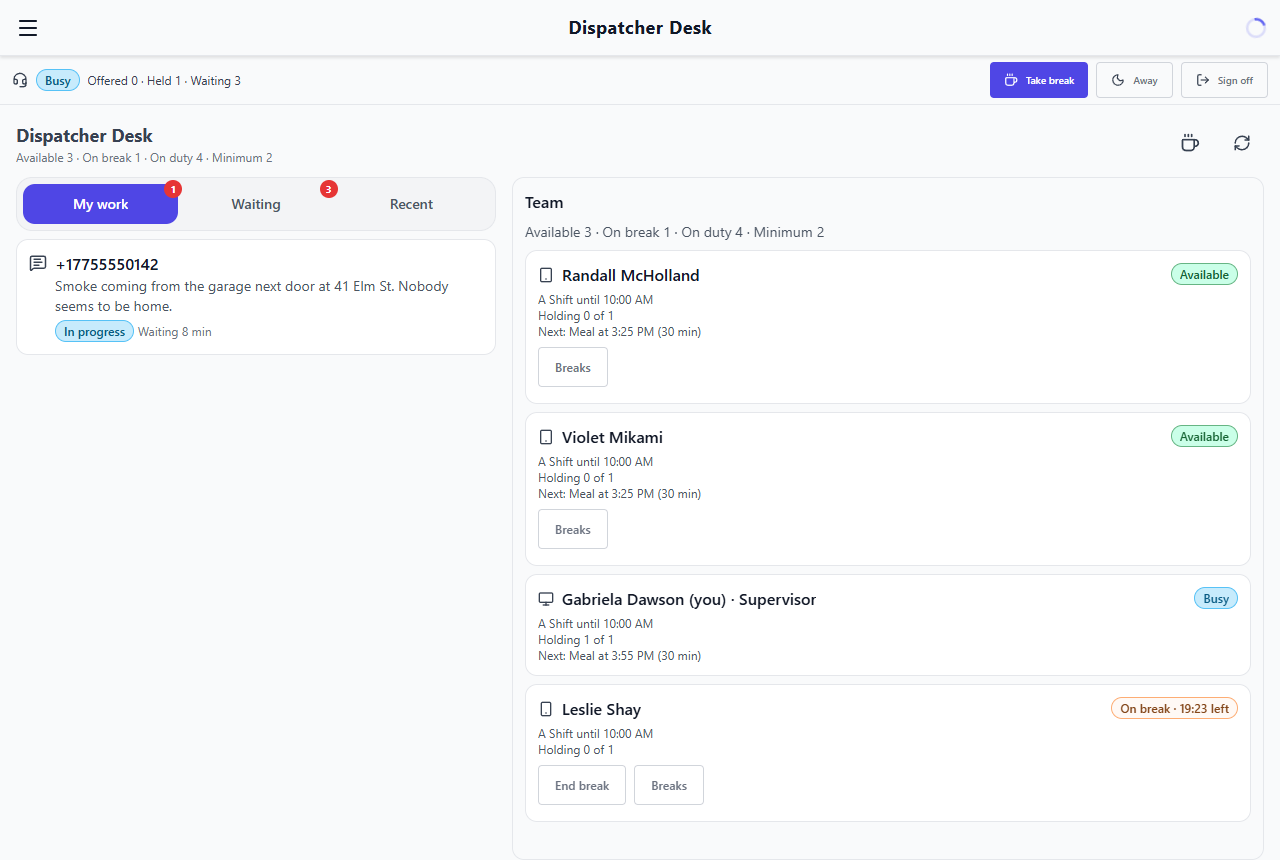 Dispatcher Desk
Busy
Offered 0 · Held 1 · Waiting 3
Take break
Away
Sign off
Dispatcher Desk
Available 3 · On break 1 · On duty 4 · Minimum 2
My work
1
Waiting
3
Recent
+17755550142
Smoke coming from the garage next door at 41 Elm St. Nobody
seems to be home.
In progress
Waiting 8 min
Team
Available 3 · On break 1 · On duty 4 · Minimum 2
Randall McHolland
Available
A Shift until 10:00 AM
Holding 0 of 1
Next: Meal at 3:25 PM (30 min)
Breaks
Violet Mikami
Available
A Shift until 10:00 AM
Holding 0 of 1
Next: Meal at 3:25 PM (30 min)
Breaks
Gabriela Dawson (you) · Supervisor
Busy
A Shift until 10:00 AM
Holding 1 of 1
Next: Meal at 3:55 PM (30 min)
Leslie Shay
On break · 19:23 left
A Shift until 10:00 AM
Holding 0 of 1
End break
Breaks